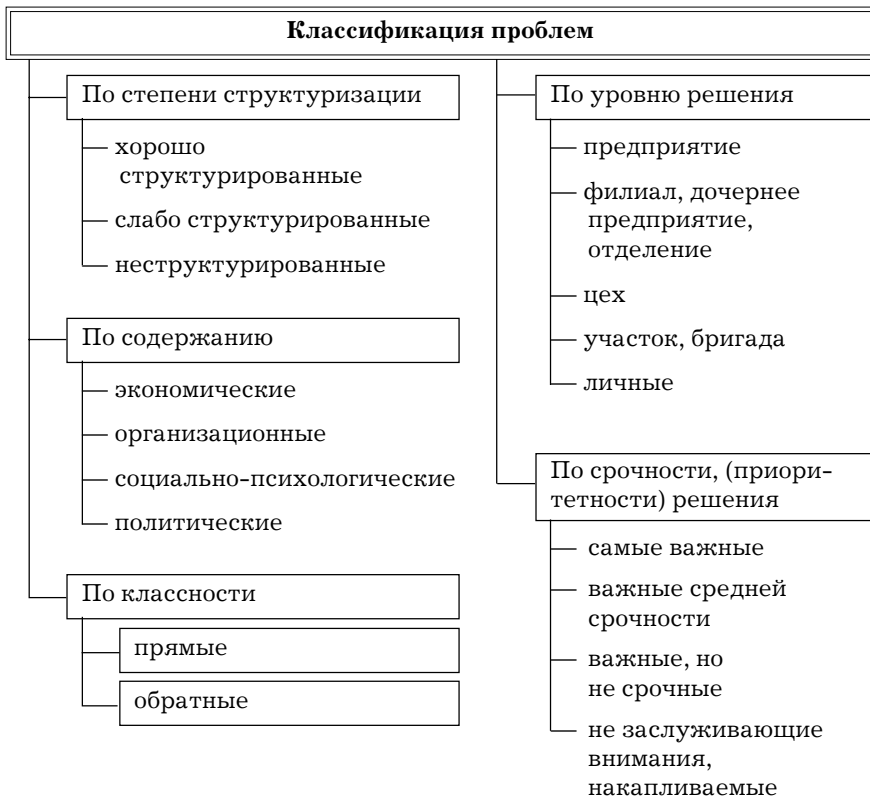 Классификация проблем
По степени структуризации
хорошо
структурированные
слабо структурированные
неструктурированные
По содержанию
экономические
организационные
социально-психологические
политические
По классности
прямые
обратные
По уровню решения
предприятие
филиал, дочернее
предприятие,
отделение
цех
участок, бригада
личные
По срочности, (приори-
тетности) решения
самые важные
важные средней
срочности
важные, но
не срочные
не заслуживающие
внимания,
накапливаемые